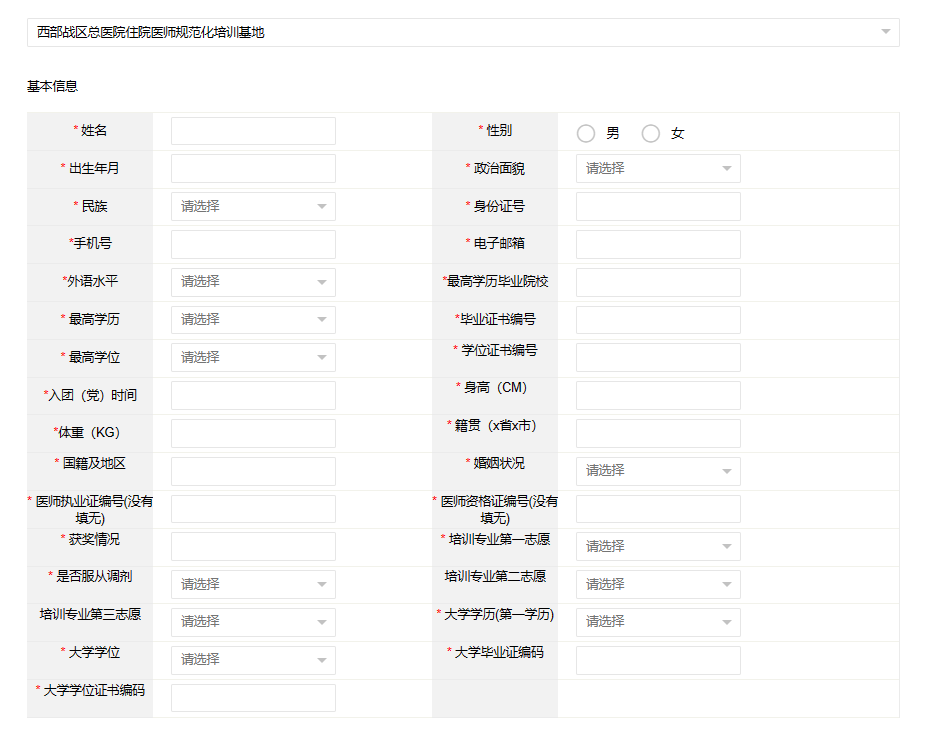 西部战区总医院住院医师规范化培训基地
基本信息
* 姓名
* 性别 男 女
* 出生年月
* 政治面貌 请选择
* 民族 请选择
* 身份证号
*手机号
* 电子邮箱
*外语水平 请选择
*最高学历毕业院校
* 最高学历 请选择
*毕业证书编号
* 最高学位 请选择
* 学位证书编号
*入团（党）时间
* 身高（CM）
*体重（KG）
* 籍贯（x省x市）
* 国籍及地区
* 婚姻状况 请选择
* 医师执业证编号(没有
填无)
* 医师资格证编号(没有
填无)
* 获奖情况
* 培训专业第一志愿 请选择
* 是否服从调剂 请选择
培训专业第二志愿 请选择
培训专业第三志愿 请选择
* 大学学历(第一学历) 请选择
* 大学学位 请选择
* 大学毕业证编码
* 大学学位证书编码